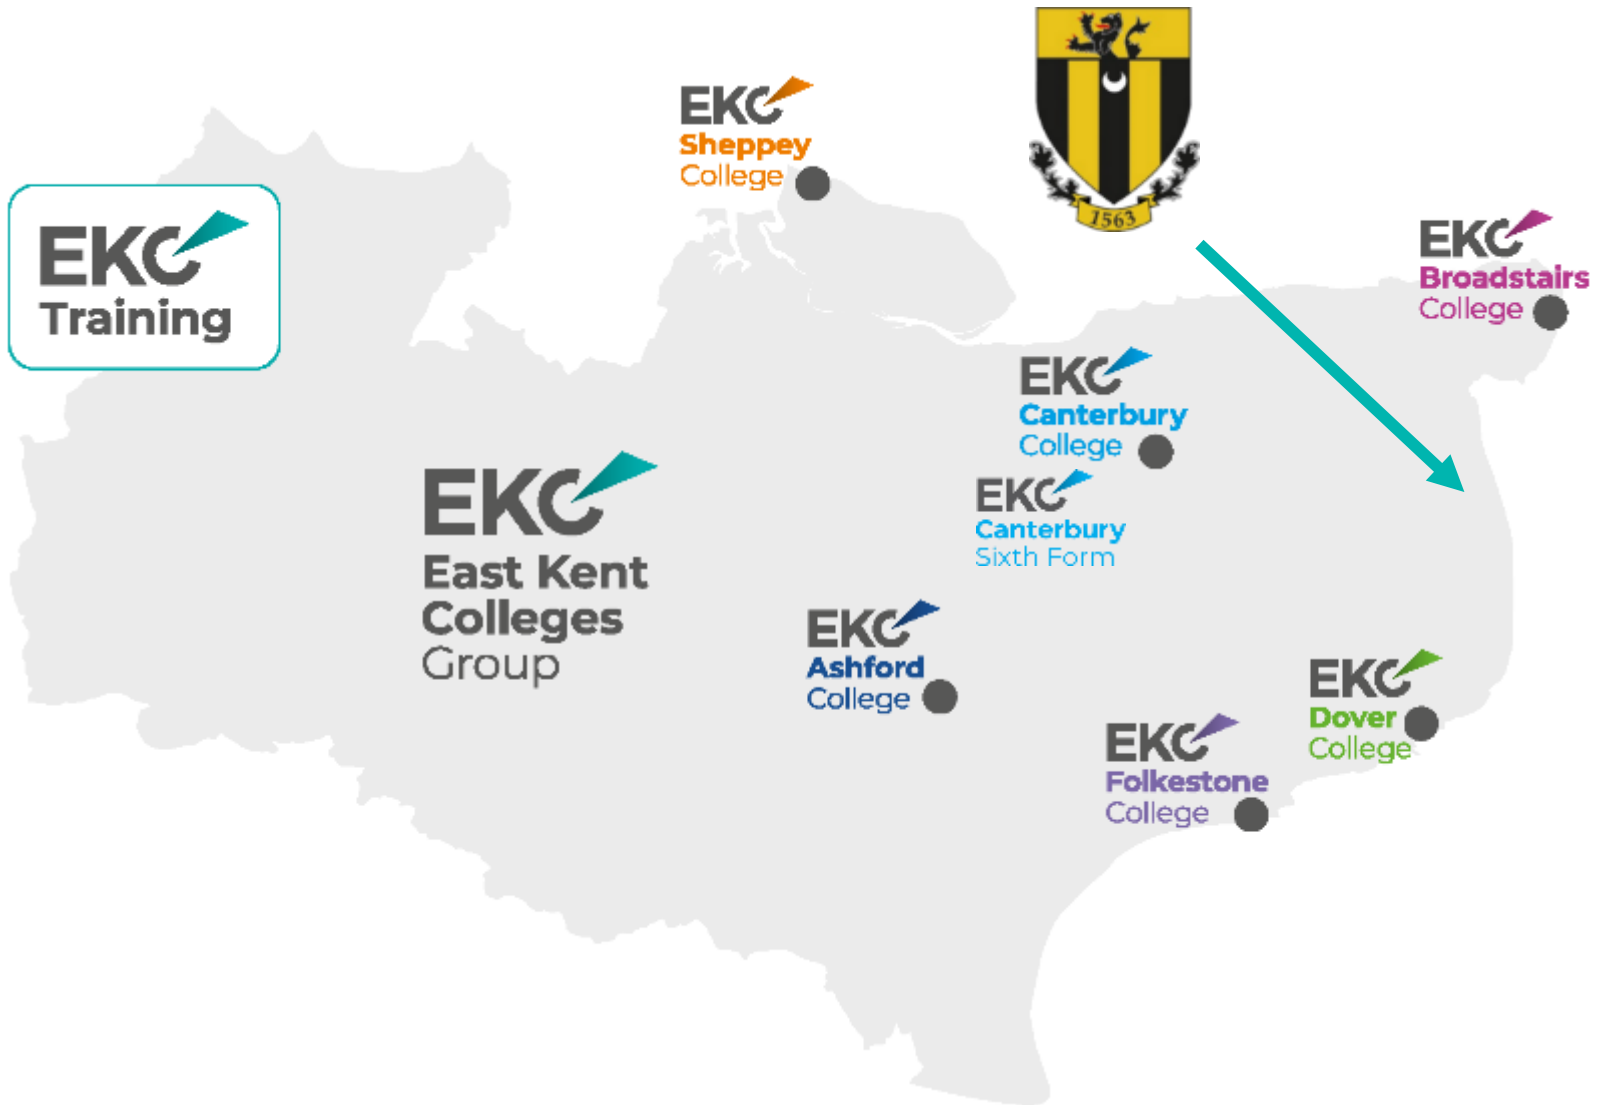 EKC
Sheppey
College
1563
EKC
Training
EKC
Broadstairs
College
EKC
Canterbury
College
EKC
Canterbury
Sixth Form
EKC
East Kent
Colleges
Group
EKC
Ashford
College
EKC
Dover
College
EKC
Folkestone
College